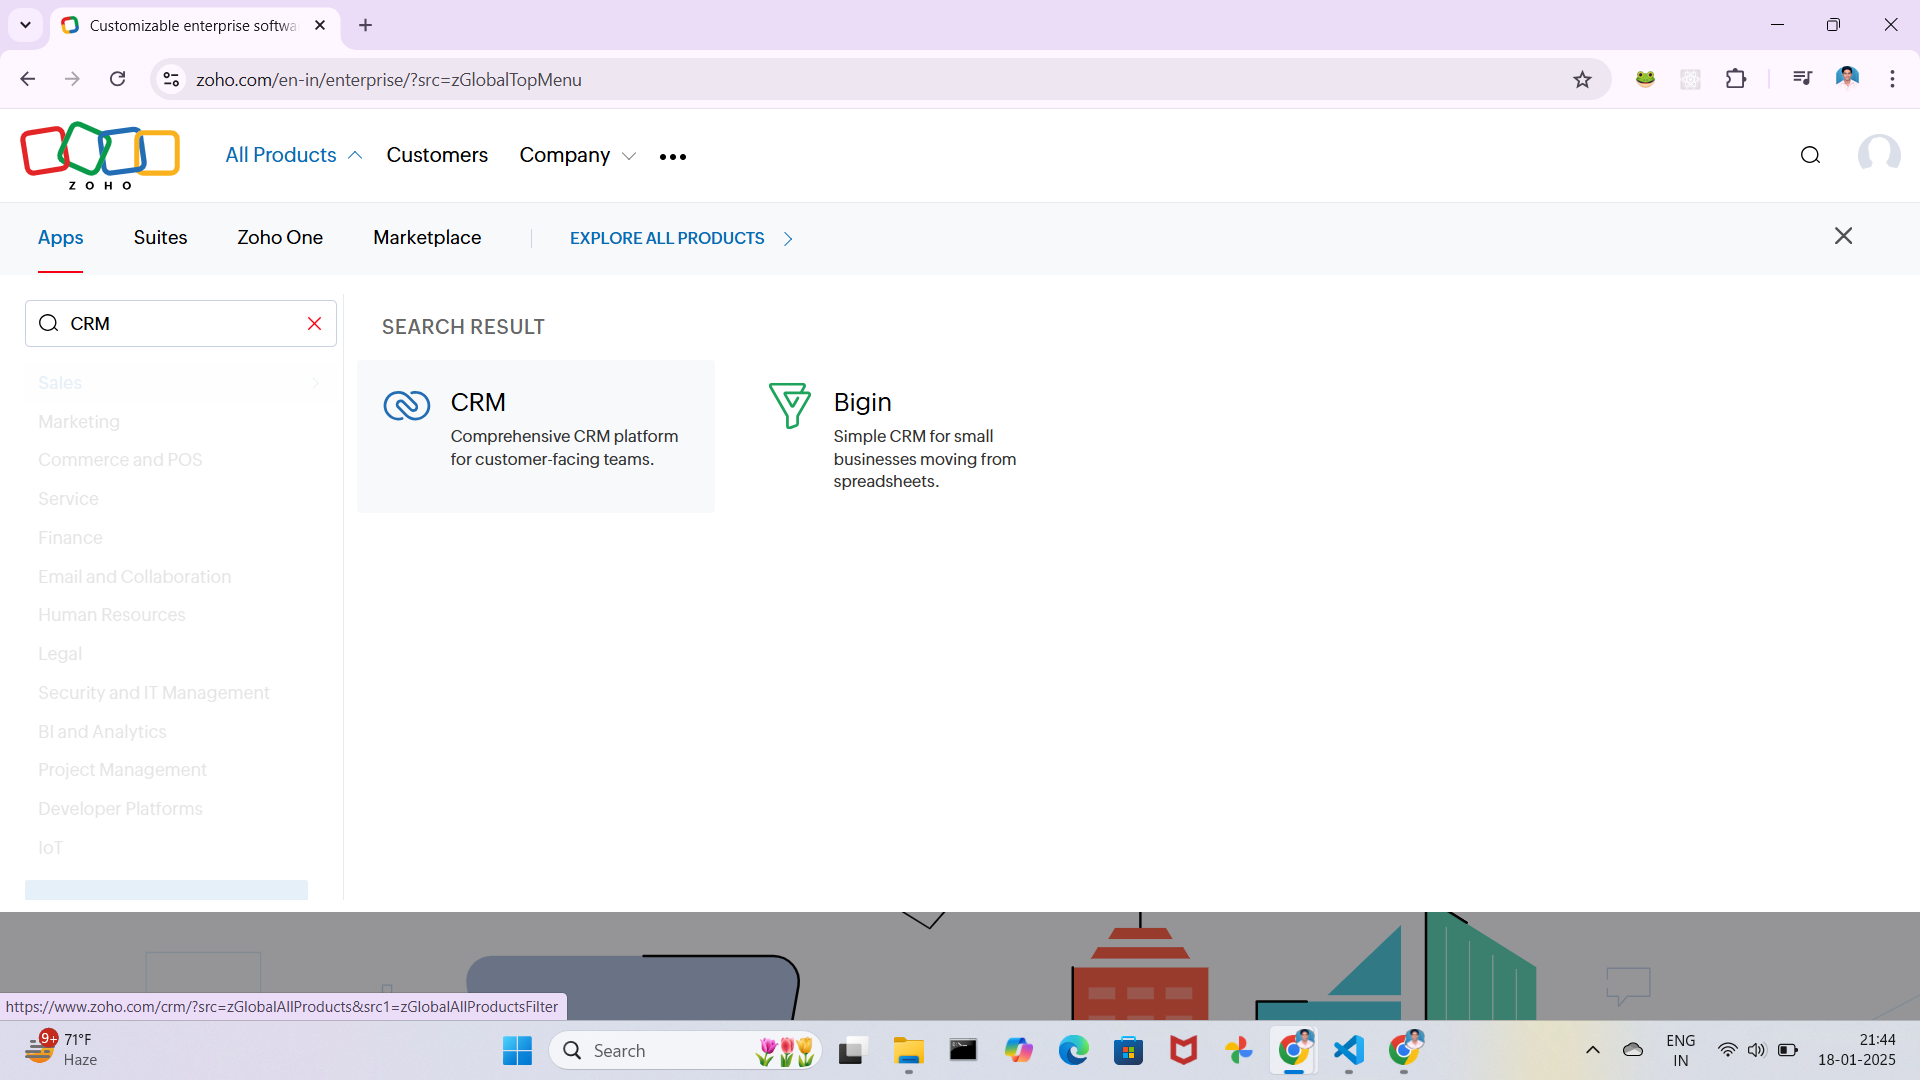 Customizable enterprise softwa
zoho.com/en-in/enterprise/?src=zGlobalTopMenu
ZOHO
All Products
Customers
Company
Apps
Suites
Zoho One
Marketplace
EXPLORE ALL PRODUCTS
CRM
Sales
Marketing
Commerce and POS
Service
Finance
Email and Collaboration
Human Resources
Legal
Security and IT Management
BI and Analytics
Project Management
Developer Platforms
IoT
SEARCH RESULT
CRM
Comprehensive CRM platform
for customer-facing teams.
Bigin
Simple CRM for small
businesses moving from
spreadsheets.
https://www.zoho.com/crm/?src=zGlobalAllProducts&src1=zGlobalAllProductsFilter
9+
71°F
Haze
Search
ENG
IN
21:44
18-01-2025